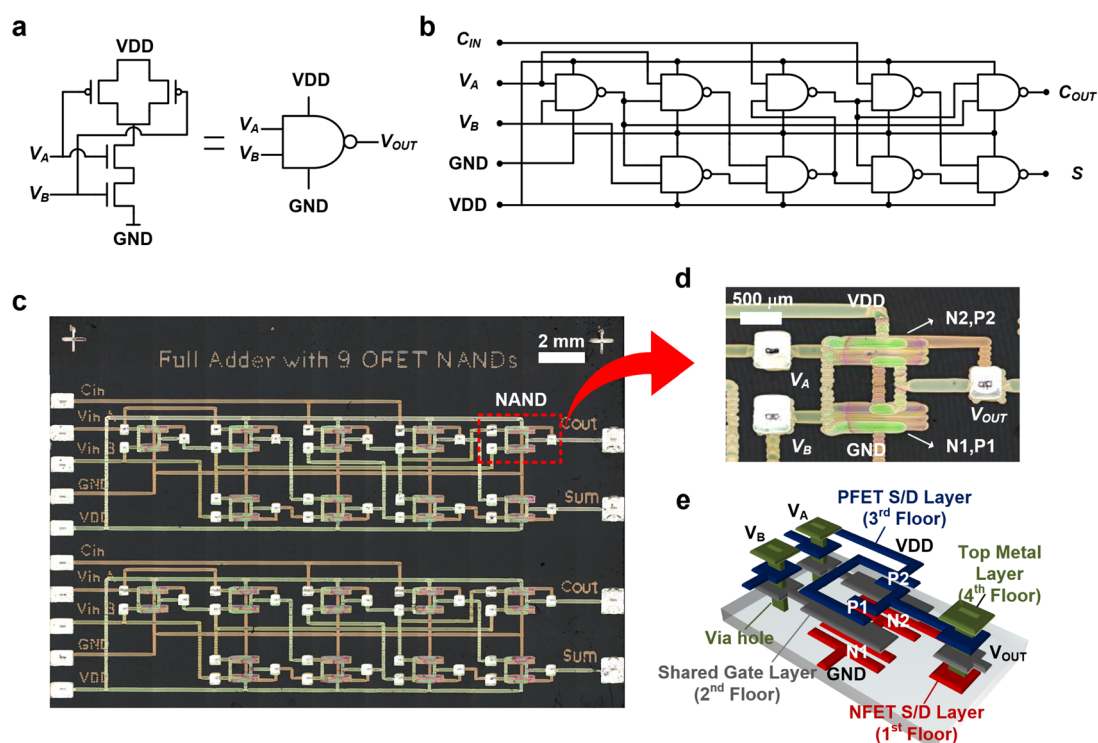 a
VDD
V_A
V_B
GND
=
VDD
V_A
V_B
V_OUT
GND
b
C_IN
V_A
V_B
GND
VDD
C_OUT
S
c
2 mm
Full Adder with 9 OFET NANDs
NAND
Cin
Vin A
Vin B
GND
VDD
Cout
Sum
Cin
Vin A
Vin B
GND
VDD
Cout
Sum
d
500 μm
VDD
N2,P2
V_A
V_B
V_OUT
GND
N1,P1
e
PFET S/D Layer
(3rd Floor)
V_A
V_B
VDD
Top Metal
Layer
(4th Floor)
P2
P1
N2
N1
Via hole
V_OUT
GND
Shared Gate Layer
(2nd Floor)
NFET S/D Layer
(1st Floor)